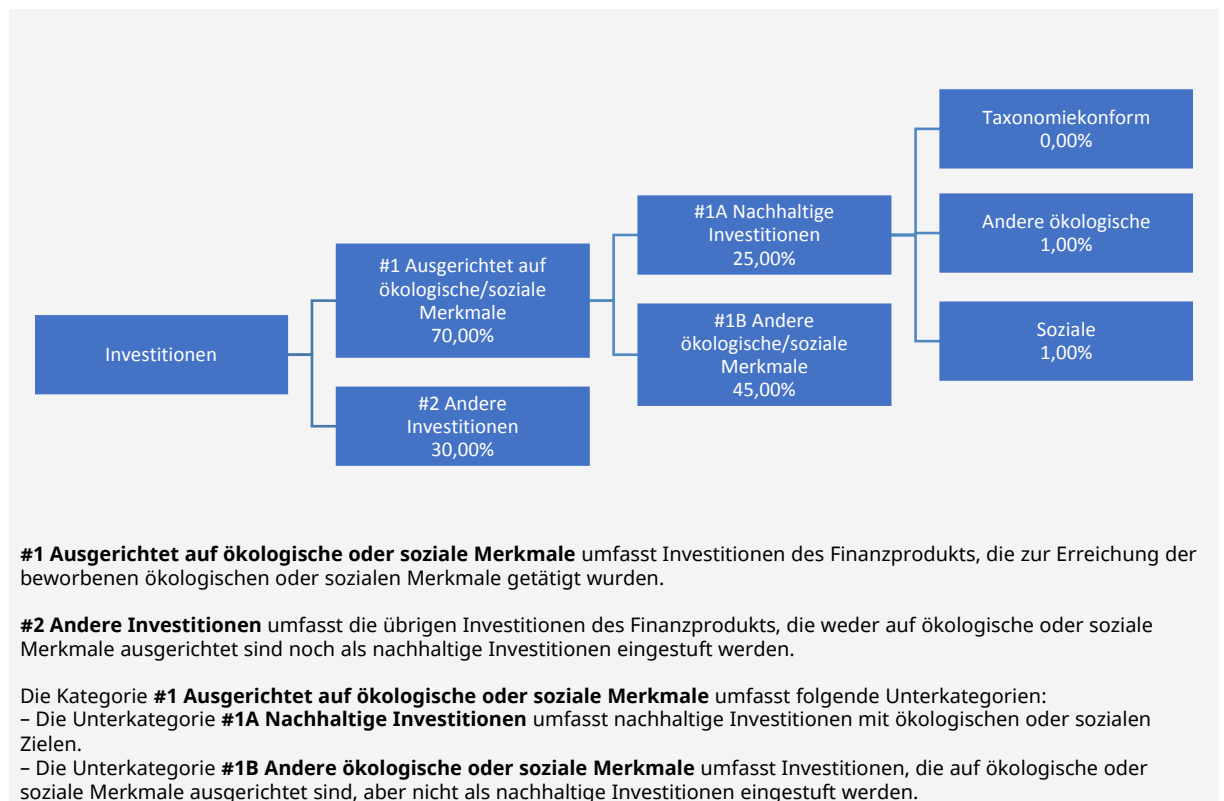 Taxonomiekonform
0,00%
#1A Nachhaltige
Investitionen
25,00%
Andere ökologische
1,00%
#1 Ausgerichtet auf
ökologische/soziale
Merkmale
70,00%
#1B Andere
ökologische/soziale
Merkmale
45,00%
Soziale
1,00%
Investitionen
#2 Andere
Investitionen
30,00%
#1 Ausgerichtet auf ökologische oder soziale Merkmale umfasst Investitionen des Finanzprodukts, die zur Erreichung der
beworbenen ökologischen oder sozialen Merkmale getätigt wurden.
#2 Andere Investitionen umfasst die übrigen Investitionen des Finanzprodukts, die weder auf ökologische oder soziale
Merkmale ausgerichtet sind noch als nachhaltige Investitionen eingestuft werden.
Die Kategorie #1 Ausgerichtet auf ökologische oder soziale Merkmale umfasst folgende Unterkategorien:
– Die Unterkategorie #1A Nachhaltige Investitionen umfasst nachhaltige Investitionen mit ökologischen oder sozialen
Zielen.
– Die Unterkategorie #1B Andere ökologische oder soziale Merkmale umfasst Investitionen, die auf ökologische oder
soziale Merkmale ausgerichtet sind, aber nicht als nachhaltige Investitionen eingestuft werden.